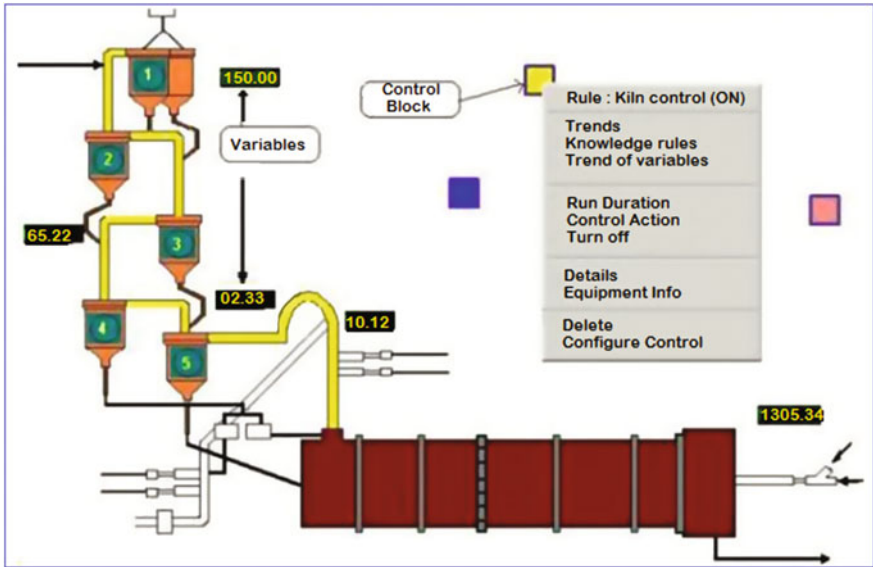 1
150.00
Control
Block
Rule : Kiln control (ON)
Trends
Knowledge rules
Trend of variables
Variables
2
65.22
3
Run Duration
Control Action
Turn off
Details
Equipment Info
02.33
10.12
4
5
Delete
Configure Control
1305.34